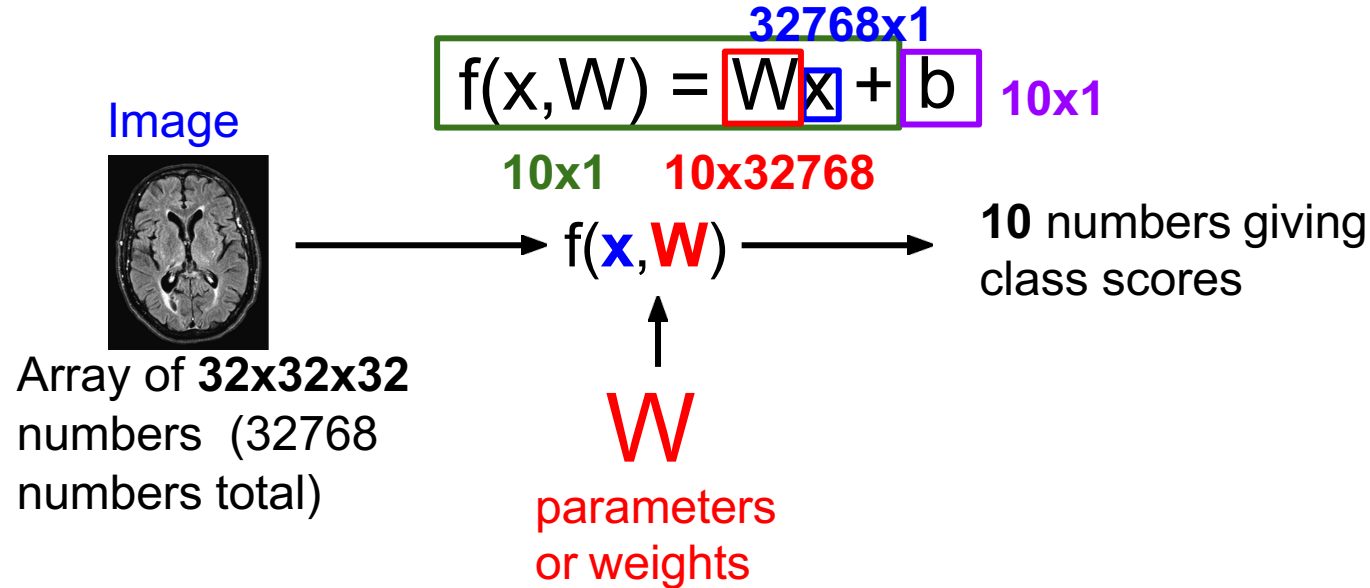 32768x1
f(x,W) = Wx + b
10x1
Image
10x1
10x32768
f(x,W)
10 numbers giving
class scores
Array of 32x32x32
numbers (32768
numbers total)
W
parameters
or weights